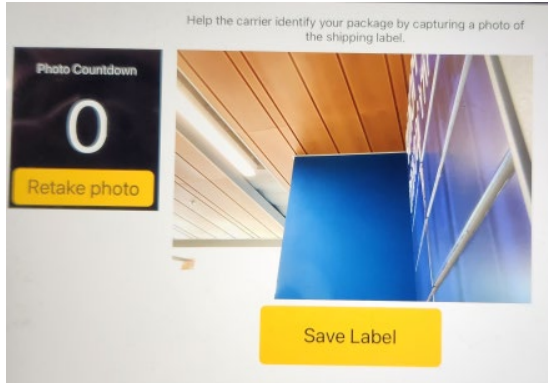 Help the carrier identify your package by capturing a photo of
the shipping label.
Photo Countdown
0
Retake photo
Save Label